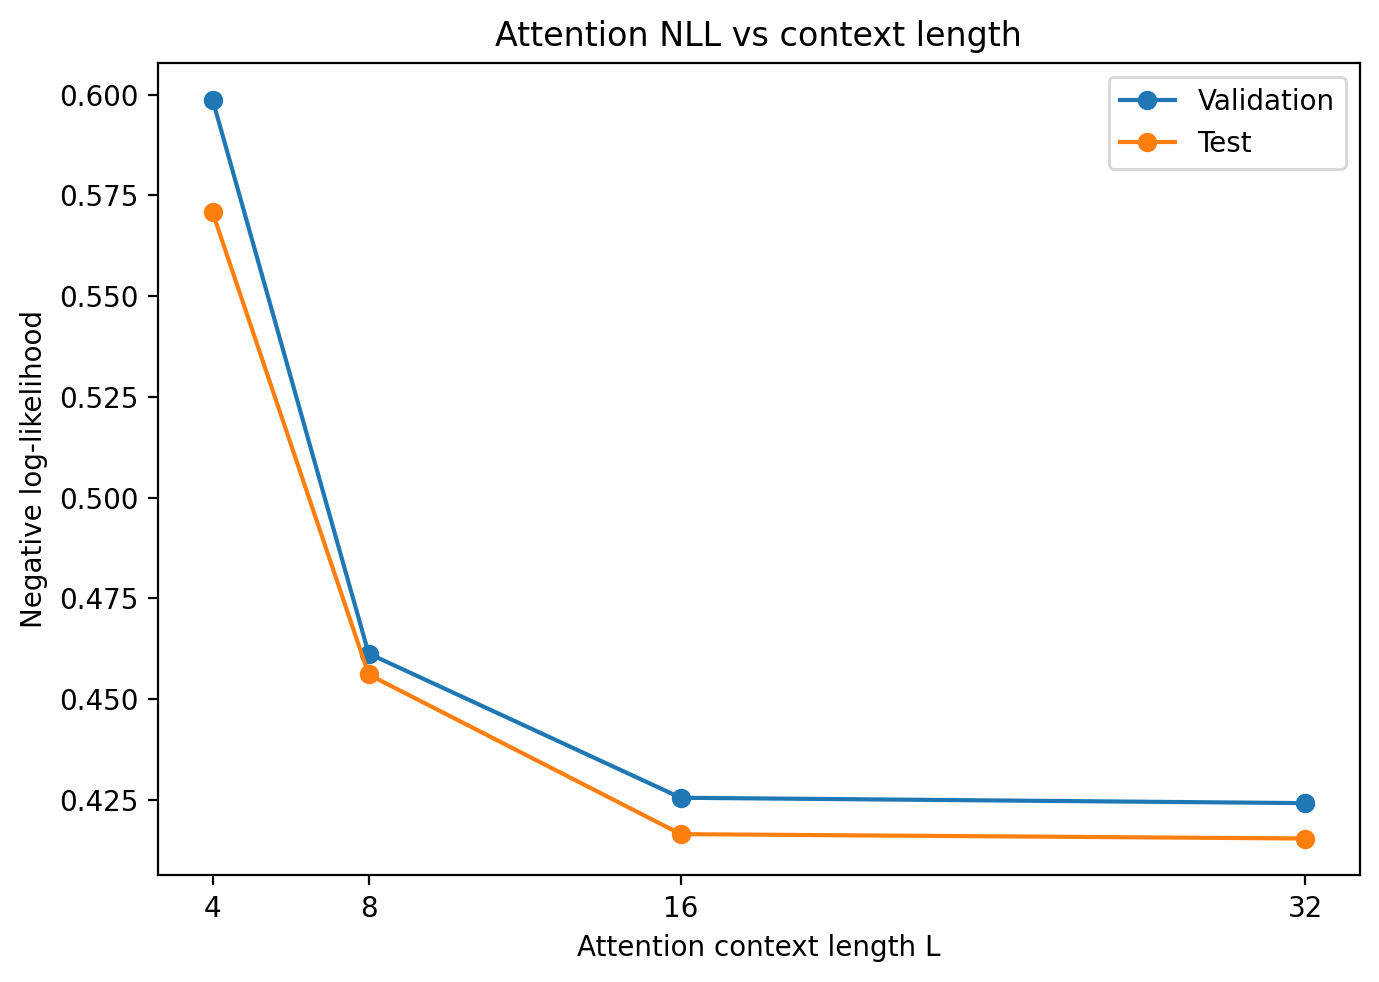 Attention NLL vs context length
Validation
Test
0.600
0.575
0.550
0.525
0.500
0.475
0.450
0.425
Negative log-likelihood
4 8 16 32
Attention context length L